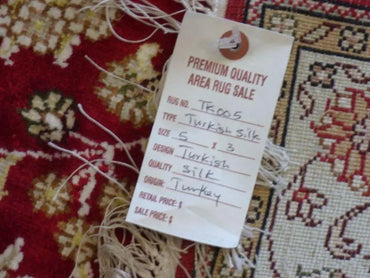 PREMIUM QUALITY
AREA RUG SALE
RUG NO. TK005
TYPE Turkish Silk
SIZE 5 X 3
DESIGN Turkish
QUALITY Silk
ORIGIN: Turkey
RETAIL PRICE: $
SALE PRICE: $